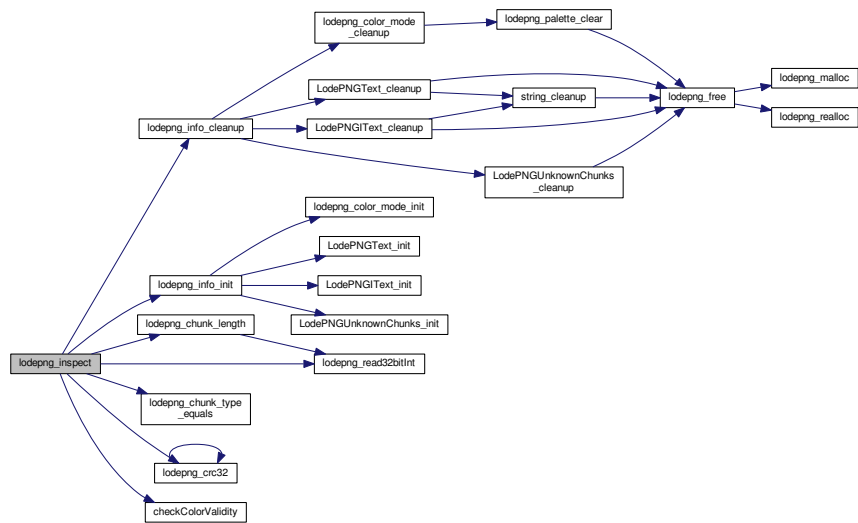 lodepng_color_mode
_cleanup
lodepng_palette_clear
LodePNGText_cleanup
string_cleanup
lodepng_free
lodepng_malloc
lodepng_realloc
lodepng_info_cleanup
LodePNGIText_cleanup
LodePNGUnknownChunks
_cleanup
lodepng_color_mode_init
LodePNGText_init
lodepng_info_init
LodePNGIText_init
lodepng_chunk_length
LodePNGUnknownChunks_init
lodepng_inspect
lodepng_read32bitInt
lodepng_chunk_type
_equals
lodepng_crc32
checkColorValidity